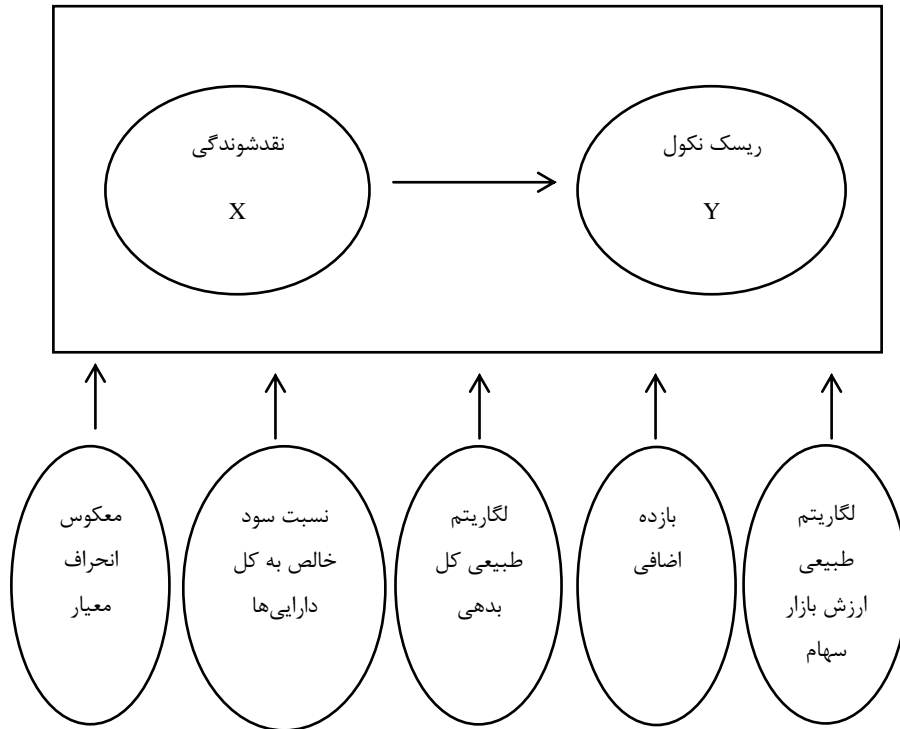 ریسک نکول
Y
نقدشوندگی
X
لگاریتم
طبیعی
ارزش بازار
سهام
بازده
اضافی
لگاریتم
طبیعی کل
بدهی
نسبت سود
خالص به کل
دارایی‌ها
معکوس
انحراف
معیار